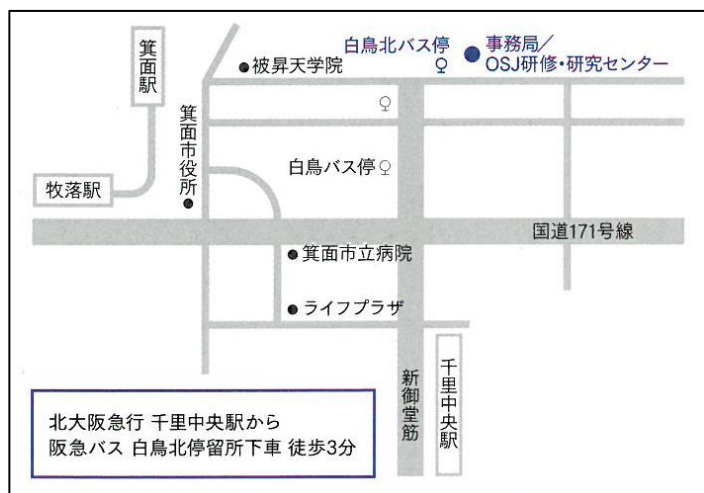 箕面駅
牧落駅
箕面市役所
被昇天学院
白鳥北バス停
事務局／
OSJ研修・研究センター
白鳥バス停
国道171号線
箕面市立病院
ライフプラザ
新御堂筋
千里中央駅
北大阪急行 千里中央駅から
阪急バス 白鳥北停留所下車 徒歩3分